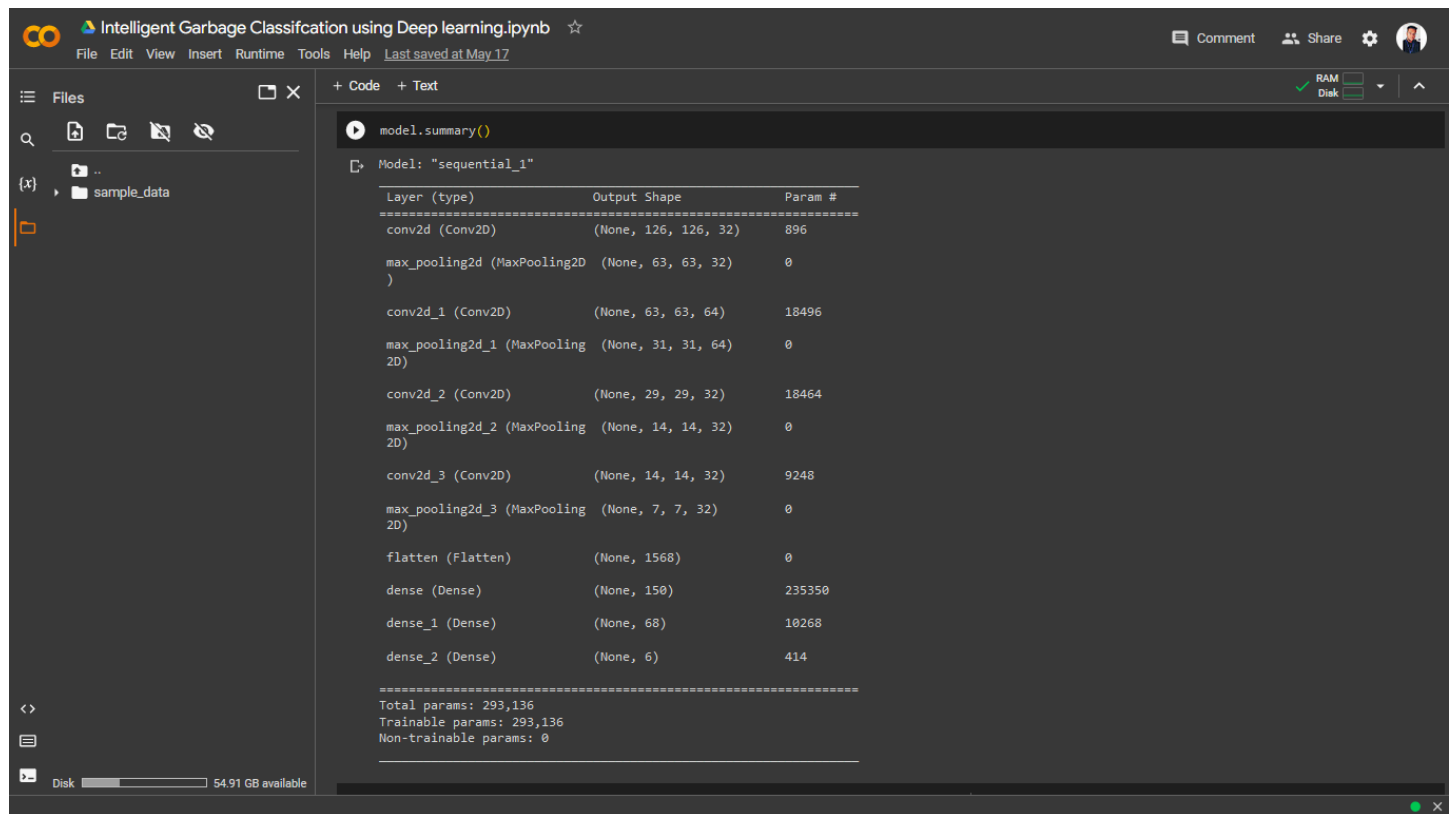 Intelligent Garbage Classifcation using Deep learning.ipynb
File Edit View Insert Runtime Tools Help Last saved at May 17
Comment Share
Files
+ Code + Text
RAM
Disk
model.summary()
Model: "sequential_1"
Layer (type) Output Shape Param #
=================================================================
conv2d (Conv2D) (None, 126, 126, 32) 896
max_pooling2d (MaxPooling2D (None, 63, 63, 32) 0
)
conv2d_1 (Conv2D) (None, 63, 63, 64) 18496
max_pooling2d_1 (MaxPooling (None, 31, 31, 64) 0
2D)
conv2d_2 (Conv2D) (None, 29, 29, 32) 18464
max_pooling2d_2 (MaxPooling (None, 14, 14, 32) 0
2D)
conv2d_3 (Conv2D) (None, 14, 14, 32) 9248
max_pooling2d_3 (MaxPooling (None, 7, 7, 32) 0
2D)
flatten (Flatten) (None, 1568) 0
dense (Dense) (None, 150) 235350
dense_1 (Dense) (None, 68) 10268
dense_2 (Dense) (None, 6) 414
=================================================================
Total params: 293,136
Trainable params: 293,136
Non-trainable params: 0
..
{x}
sample_data
Disk 54.91 GB available